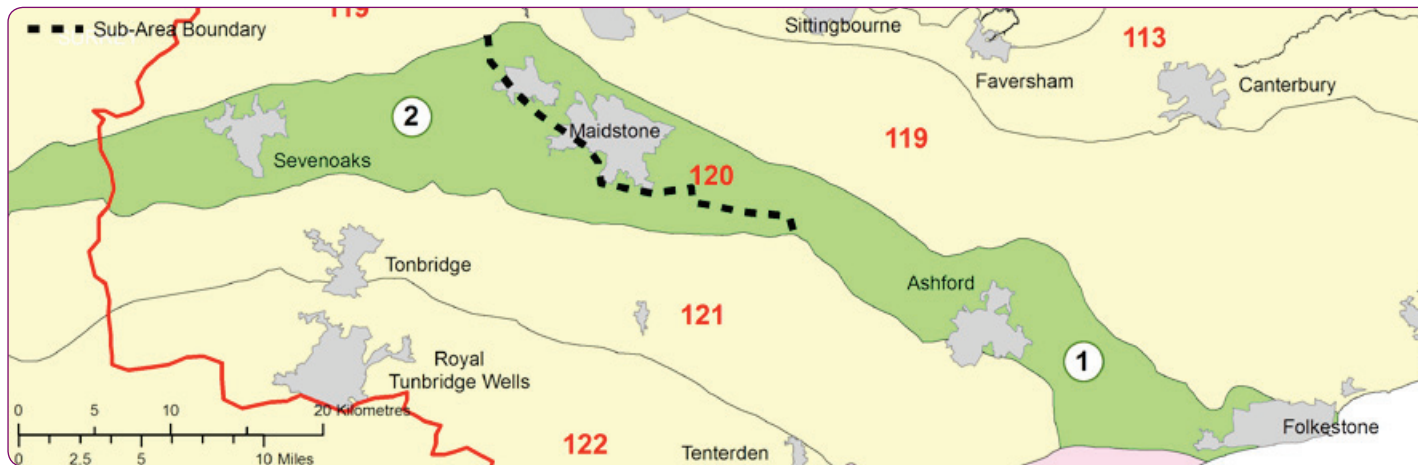 119
Sub-Area Boundary
Sittingbourne
113
Faversham
Canterbury
2
Maidstone
119
Sevenoaks
120
Tonbridge
Ashford
121
Royal
Tunbridge Wells
1
0 5 10 20 Kilometres
Folkestone
122
Tenterden
0 2.5 5 10 Miles